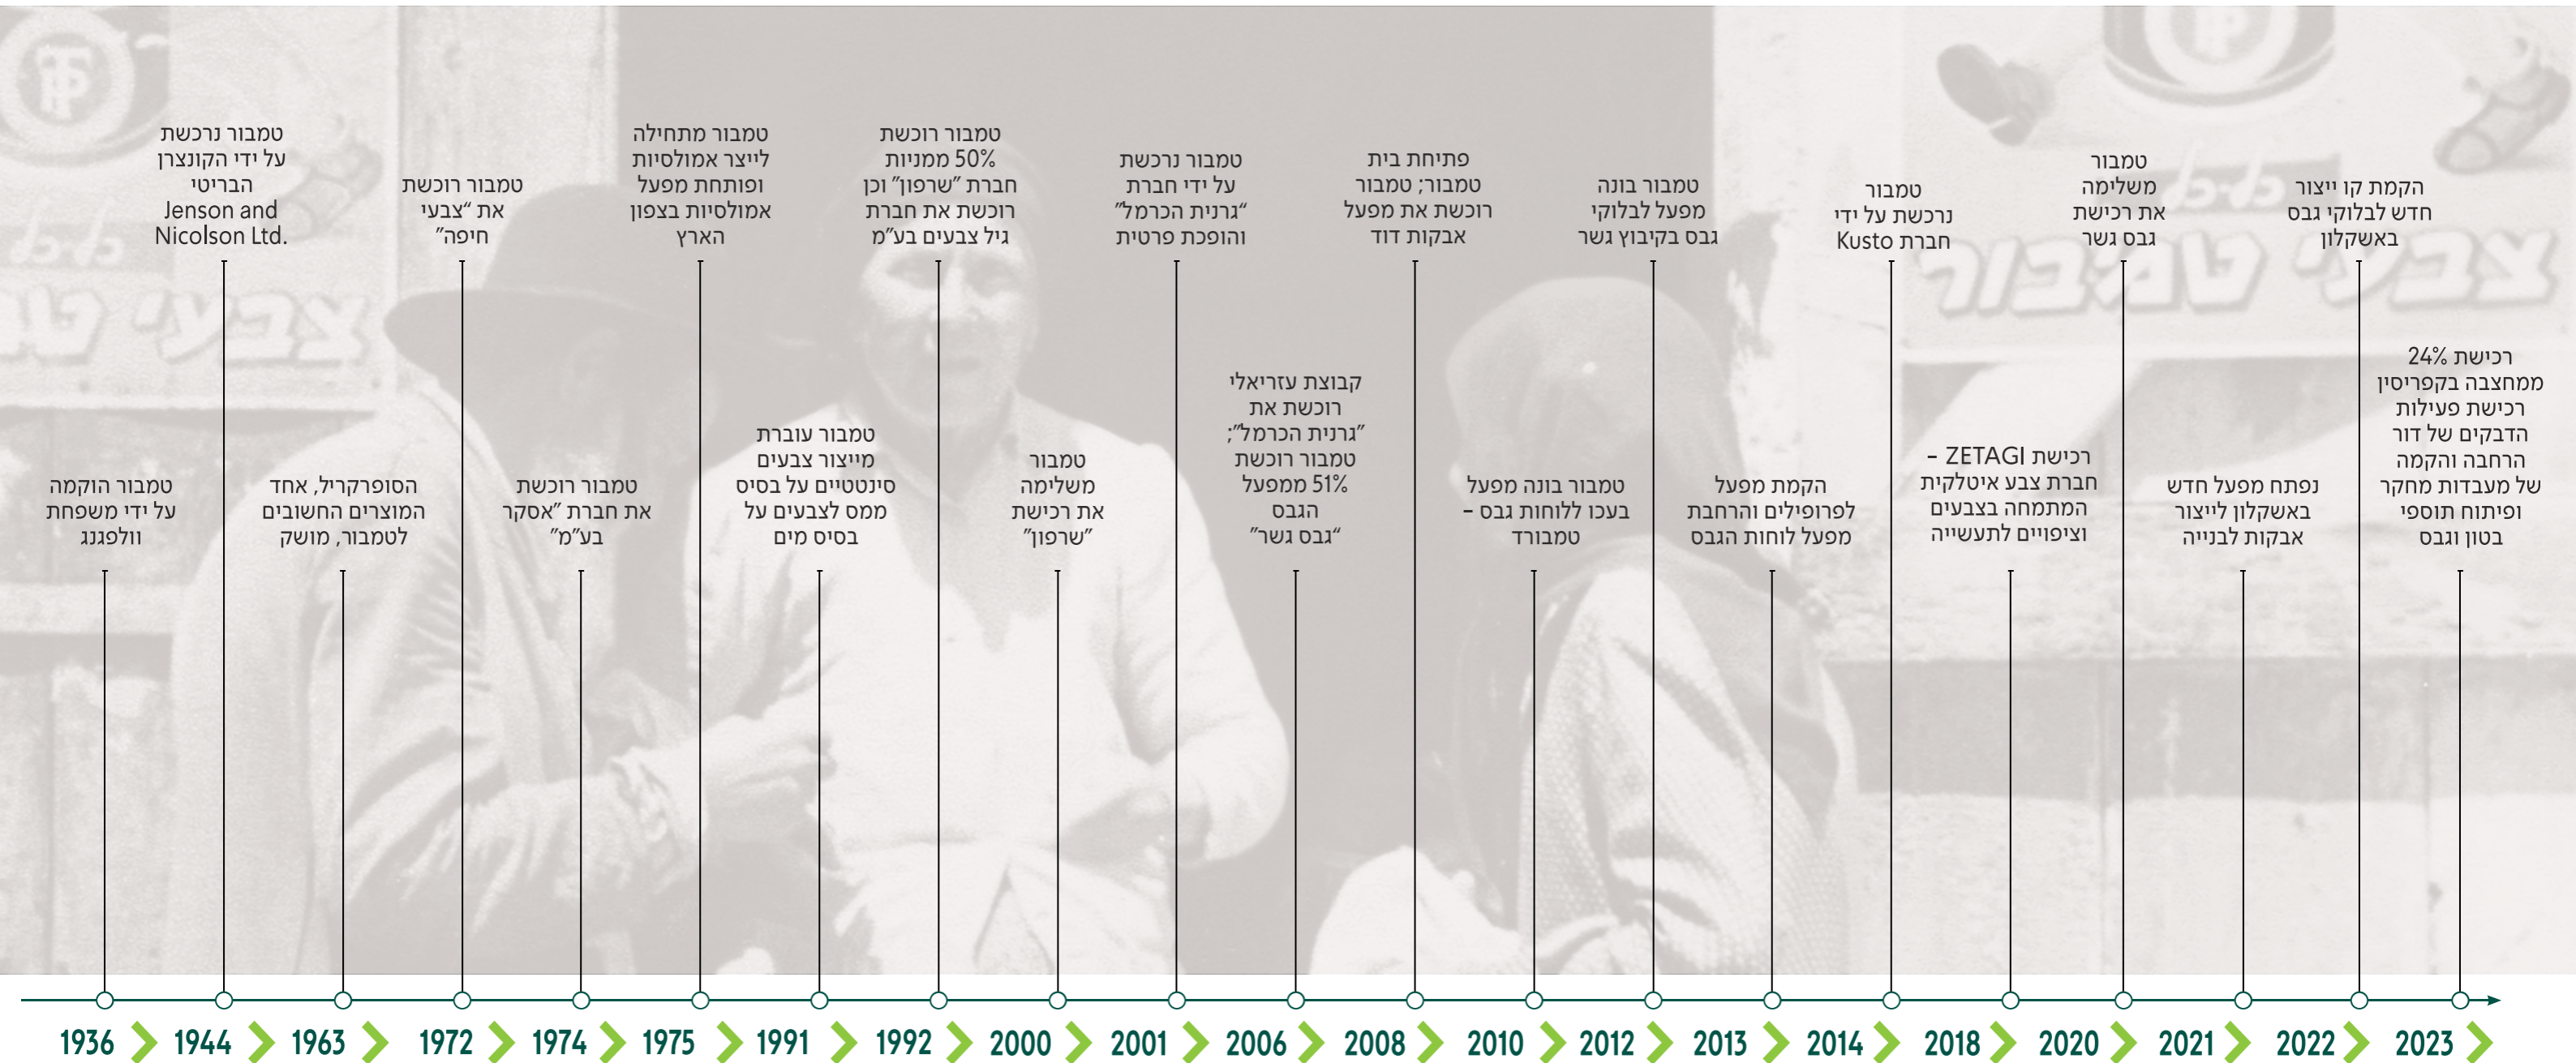 טמבור הוקמה
על ידי משפחת
וולפגנג
1936
טמבור נרכשת
על ידי הקונצרן
הבריטי
Jenson and
Nicolson Ltd.
1944
הסופרקריל, אחד
המוצרים החשובים
לטמבור, מושק
1963
טמבור רוכשת
את "צבעי
חיפה"
1972
טמבור רוכשת
את חברת "אסקר
בע"מ"
1974
טמבור מתחילה
לייצר אמולסיות
ופותחת מפעל
אמולסיות בצפון
הארץ
1975
טמבור עוברת
מייצור צבעים
סינטטיים על בסיס
ממס לצבעים על
בסיס מים
1991
טמבור רוכשת
50% ממניות
חברת "שרפון" וכן
רוכשת את חברת
גיל צבעים בע"מ
1992
טמבור
משלימה
את רכישת
"שרפון"
2000
טמבור נרכשת
על ידי חברת
"גרנית הכרמל"
והופכת פרטית
2001
קבוצת עזריאלי
רוכשת את
"גרנית הכרמל";
טמבור רוכשת
51% ממפעל
הגבס
"גבס גשר"
2006
פתיחת בית
טמבור; טמבור
רוכשת את מפעל
אבקות דוד
2008
טמבור בונה מפעל
בעכו ללוחות גבס –
טמבורד
2010
טמבור בונה
מפעל לבלוקי
גבס בקיבוץ גשר
2012
הקמת מפעל
לפרופילים והרחבת
מפעל לוחות הגבס
2013
טמבור
נרכשת על ידי
חברת Kusto
2014
רכישת ZETAGI –
חברת צבע איטלקית
המתמחה בצבעים
וציפויים לתעשייה
2018
טמבור
משלימה
את רכישת
גבס גשר
2020
נפתח מפעל חדש
באשקלון לייצור
אבקות לבנייה
2021
הקמת קו ייצור
חדש לבלוקי גבס
באשקלון
2022
רכישת 24%
ממחצבה בקפריסין
רכישת פעילות
הדבקים של דור
הרחבה והקמה
של מעבדות מחקר
ופיתוח תוספי
בטון וגבס
2023
כל-כל
צבעי טמבור
כל-כל
צבעי ט